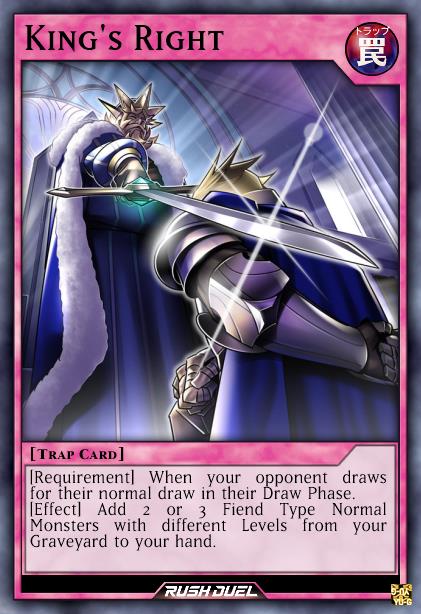 King's Right
トラップ
罠
[Trap Card]
[Requirement] When your opponent draws
for their normal draw in their Draw Phase.
[Effect] Add 2 or 3 Fiend Type Normal
Monsters with different Levels from your
Graveyard to your hand.
RUSH DUEL